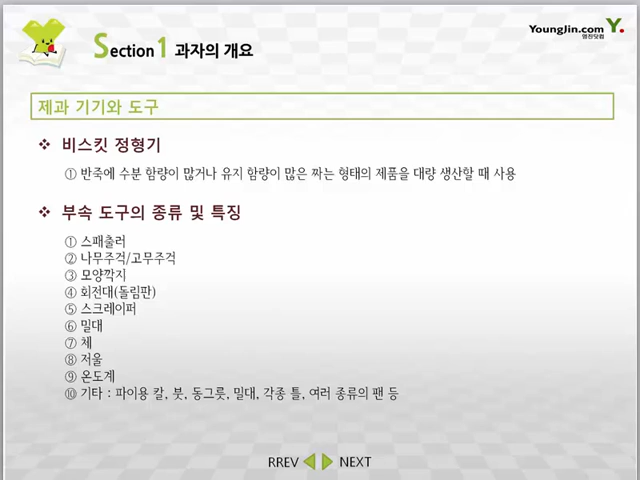 YoungJin.com Y.
영진닷컴
Section 1 과자의 개요
제과 기기와 도구
❖ 비스킷 정형기
① 반죽에 수분 함량이 많거나 유지 함량이 많은 짜는 형태의 제품을 대량 생산할 때 사용
❖ 부속 도구의 종류 및 특징
① 스패출러
② 나무주걱/고무주걱
③ 모양깍지
④ 회전대(돌림판)
⑤ 스크레이퍼
⑥ 밀대
⑦ 체
⑧ 저울
⑨ 온도계
⑩ 기타 : 파이용 칼, 붓, 동그릇, 밀대, 각종 틀, 여러 종류의 팬 등
RREV NEXT